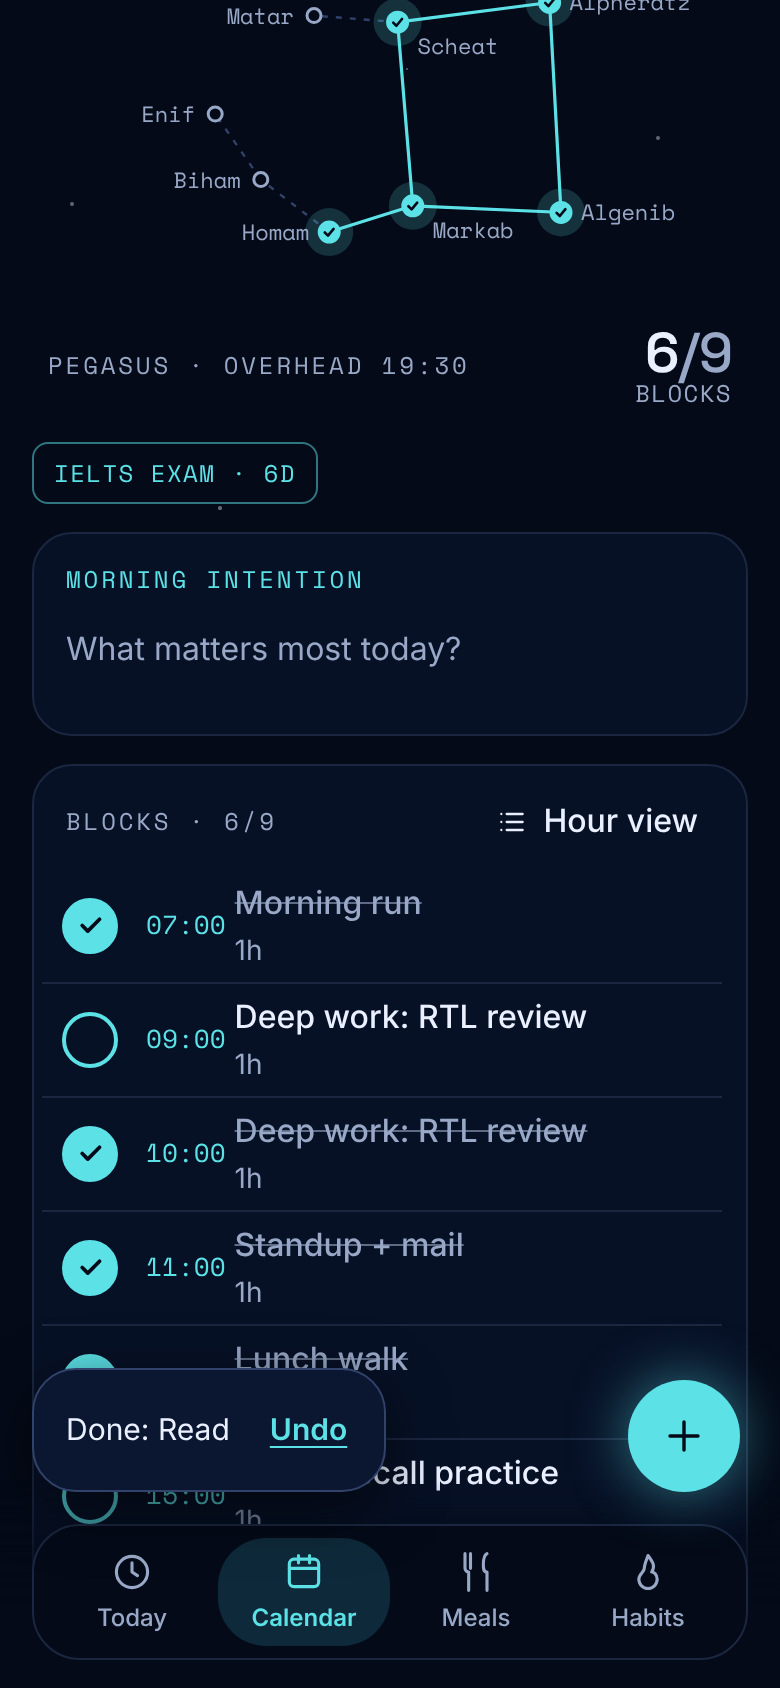 Matar
Alpheratz
Scheat
Enif
Biham
Homam
Markab
Algenib
PEGASUS · OVERHEAD 19:30
6/9
BLOCKS
IELTS EXAM · 6D
MORNING INTENTION
What matters most today?
BLOCKS · 6/9
Hour view
07:00 Morning run
1h
09:00 Deep work: RTL review
1h
10:00 Deep work: RTL review
1h
11:00 Standup + mail
1h
Lunch walk
Done: Read Undo
call practice
15:00
1h
Today
Calendar
Meals
Habits